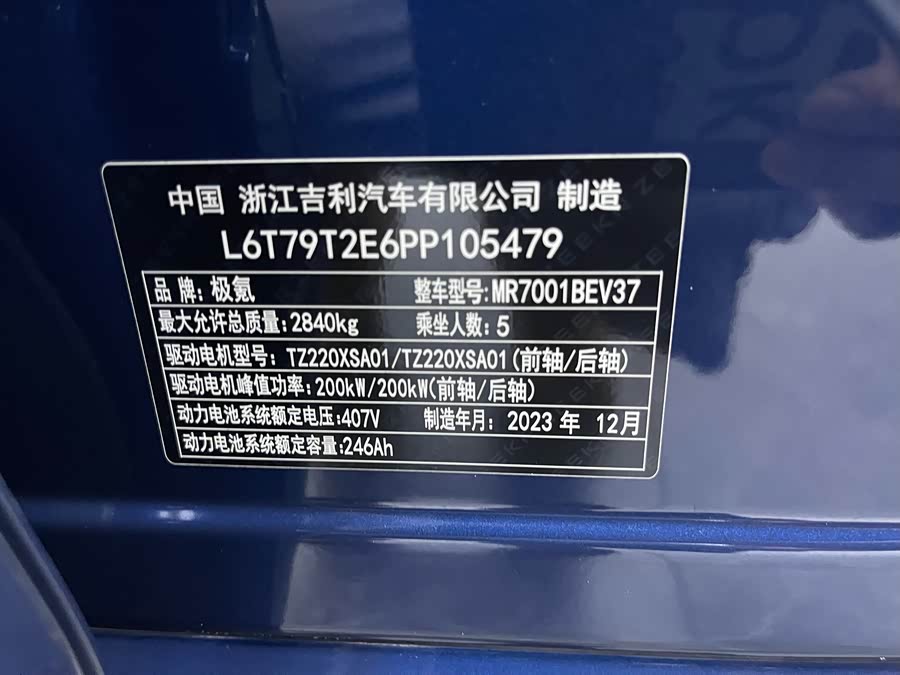 中国 浙江吉利汽车有限公司 制造
L6T79T2E6PP105479
品 牌: 极氪 整车型号:MR7001BEV37
最大允许总质量:2840kg 乘坐人数: 5
驱动电机型号: TZ220XSA01/TZ220XSA01(前轴/后轴)
驱动电机峰值功率:200kW/200kW(前轴/后轴)
动力电池系统额定电压:407V 制造年月: 2023 年 12月
动力电池系统额定容量:246Ah